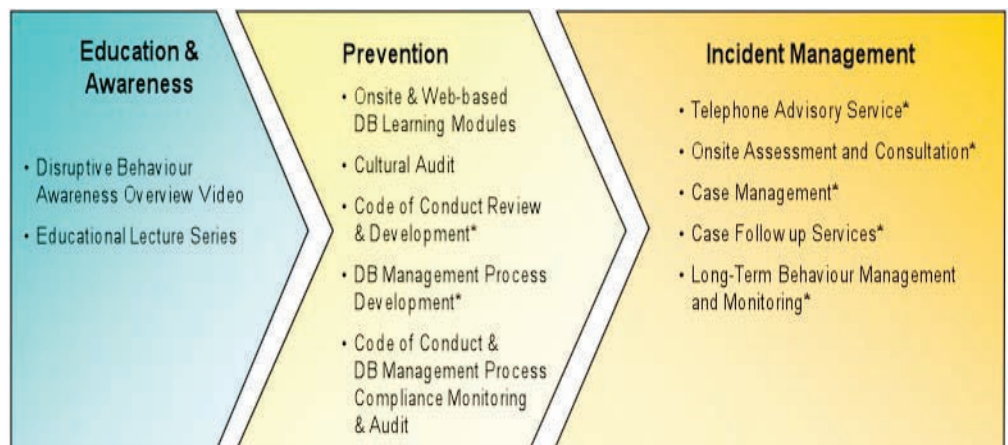 Education &
Awareness
• Disruptive Behaviour
Awareness Overview Video
• Educational Lecture Series
Prevention
• Onsite & Web-based
DB Learning Modules
• Cultural Audit
• Code of Conduct Review
& Development*
• DB Management Process
Development*
• Code of Conduct &
DB Management Process
Compliance Monitoring
& Audit
Incident Management
• Telephone Advisory Service*
• Onsite Assessment and Consultation*
• Case Management*
• Case Follow up Services*
• Long-Term Behaviour Management
and Monitoring*